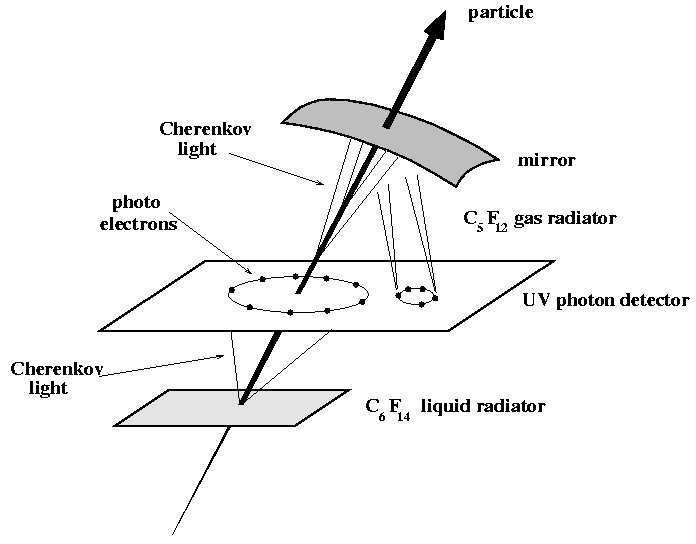 particle
Cherenkov
light
mirror
photo
electrons
C5F12 gas radiator
UV photon detector
Cherenkov
light
C6F14 liquid radiator